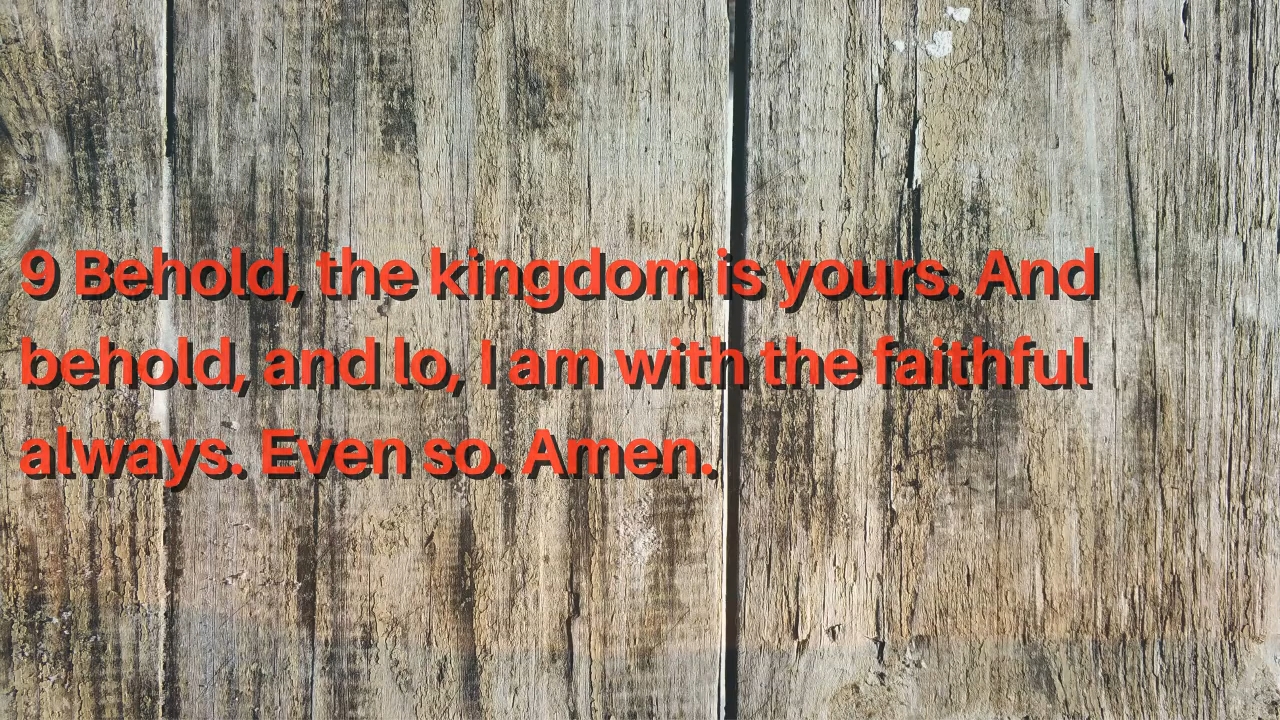 9 Behold, the kingdom is yours. And
behold, and lo, I am with the faithful
always. Even so. Amen.